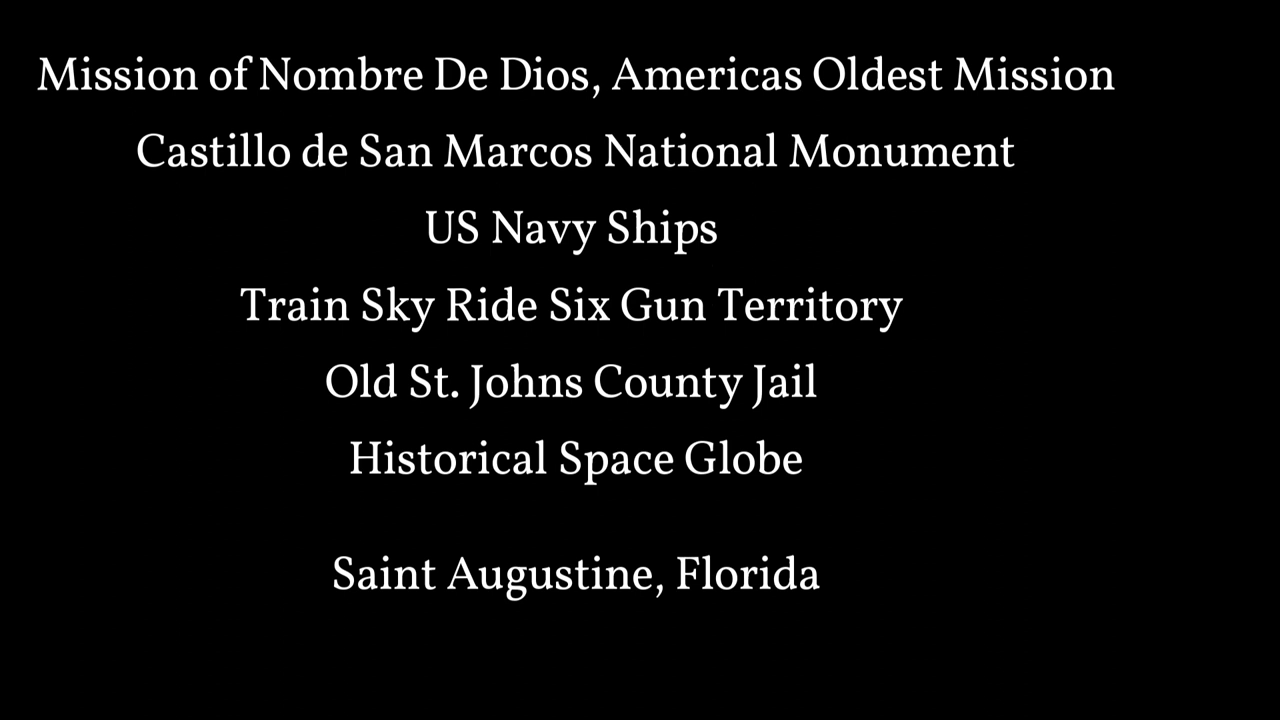 Mission of Nombre De Dios, Americas Oldest Mission
Castillo de San Marcos National Monument
US Navy Ships
Train Sky Ride Six Gun Territory
Old St. Johns County Jail
Historical Space Globe
Saint Augustine, Florida